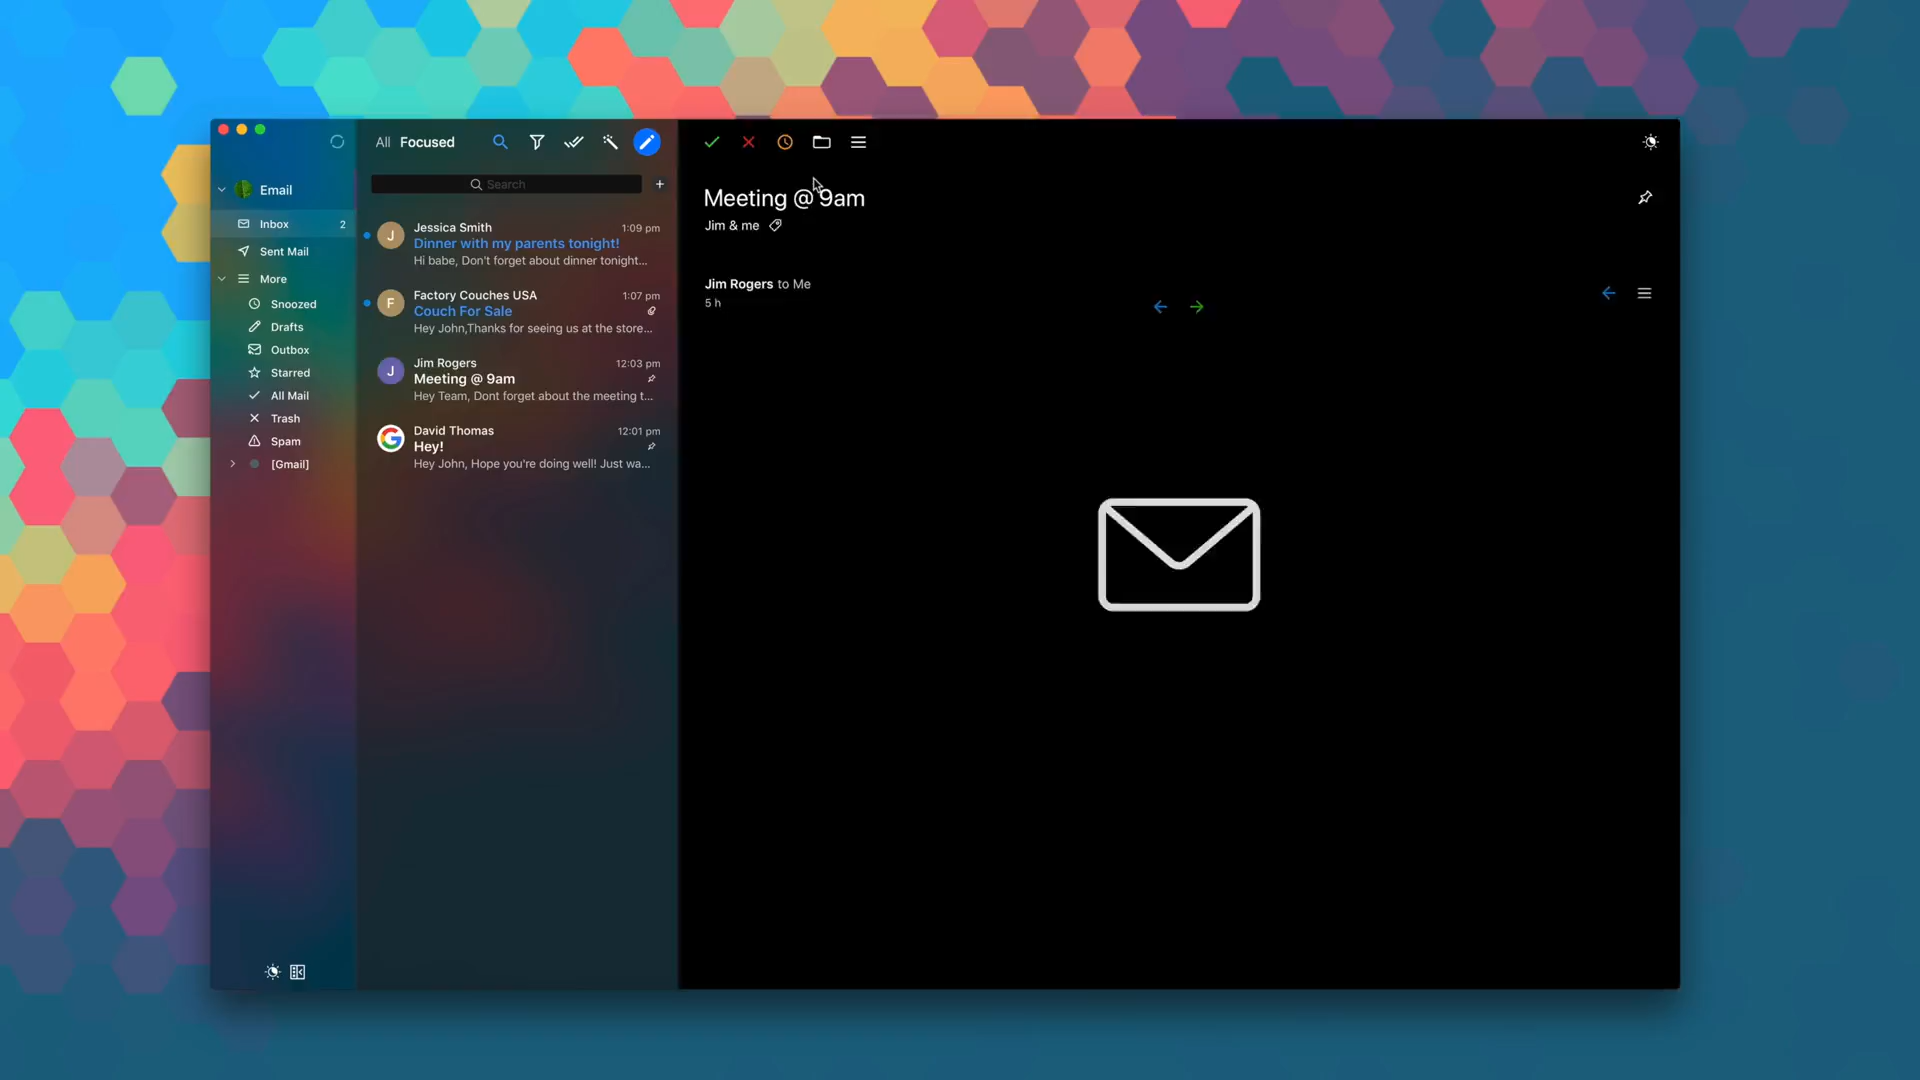 Email
Inbox 2
Sent Mail
More
Snoozed
Drafts
Outbox
Starred
All Mail
Trash
Spam
[Gmail]
All Focused
Search
J
Jessica Smith 1:09 pm
Dinner with my parents tonight!
Hi babe, Don't forget about dinner tonight...
F
Factory Couches USA 1:07 pm
Couch For Sale
Hey John,Thanks for seeing us at the store...
J
Jim Rogers 12:03 pm
Meeting @ 9am
Hey Team, Dont forget about the meeting t...
G
David Thomas 12:01 pm
Hey!
Hey John, Hope you're doing well! Just wa...
Meeting @ 9am
Jim & me
Jim Rogers to Me
5 h